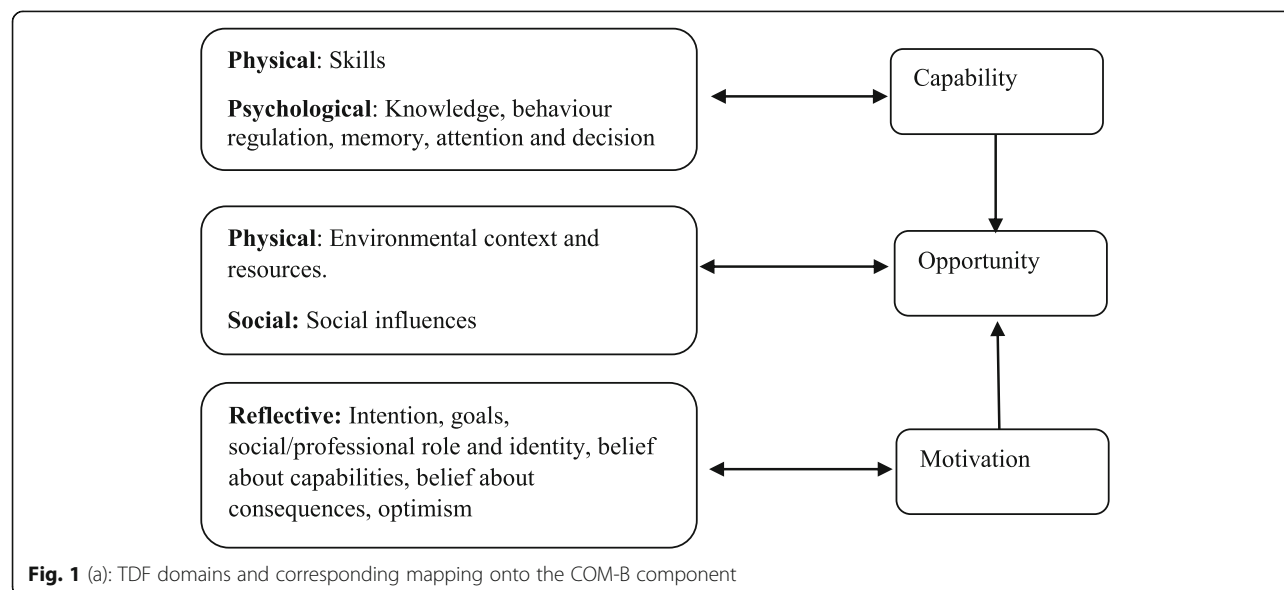 Physical: Skills
Psychological: Knowledge, behaviour
regulation, memory, attention and decision
Capability
Physical: Environmental context and
resources.
Social: Social influences
Opportunity
Reflective: Intention, goals,
social/professional role and identity, belief
about capabilities, belief about
consequences, optimism
Motivation
Fig. 1 (a): TDF domains and corresponding mapping onto the COM-B component